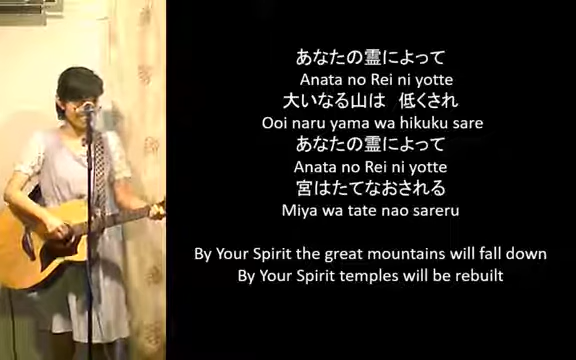 あなたの霊によって
Anata no Rei ni yotte
大いなる山は　低くされ
Ooi naru yama wa hikuku sare
あなたの霊によって
Anata no Rei ni yotte
宮はたてなおされる
Miya wa tate nao sareru
By Your Spirit the great mountains will fall down
By Your Spirit temples will be rebuilt